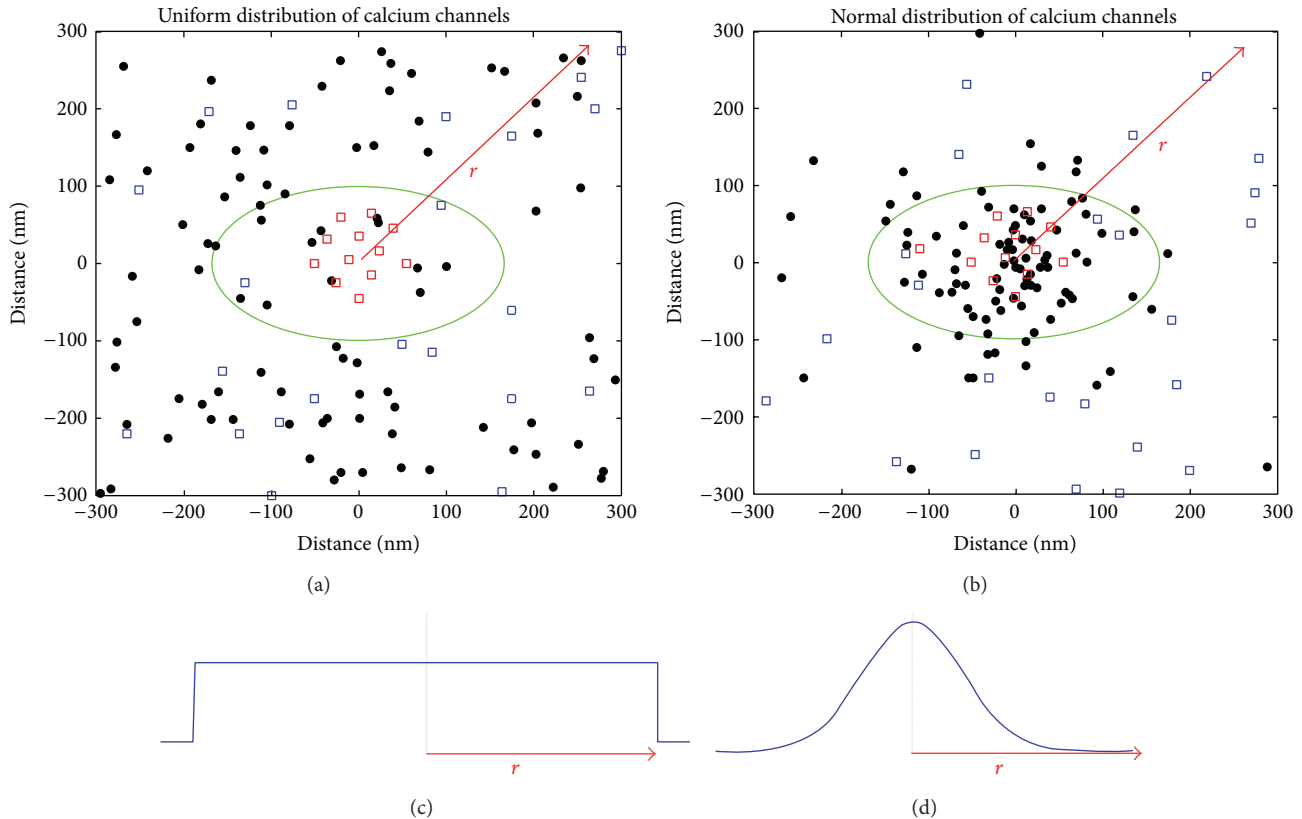 Uniform distribution of calcium channels
300
200
100
0
−100
−200
−300
−300
−200
−100
0
100
200
300
Distance (nm)
Distance (nm)
r
(a)
Normal distribution of calcium channels
300
200
100
0
−100
−200
−300
−300
−200
−100
0
100
200
300
Distance (nm)
Distance (nm)
r
(b)
r
(c)
r
(d)